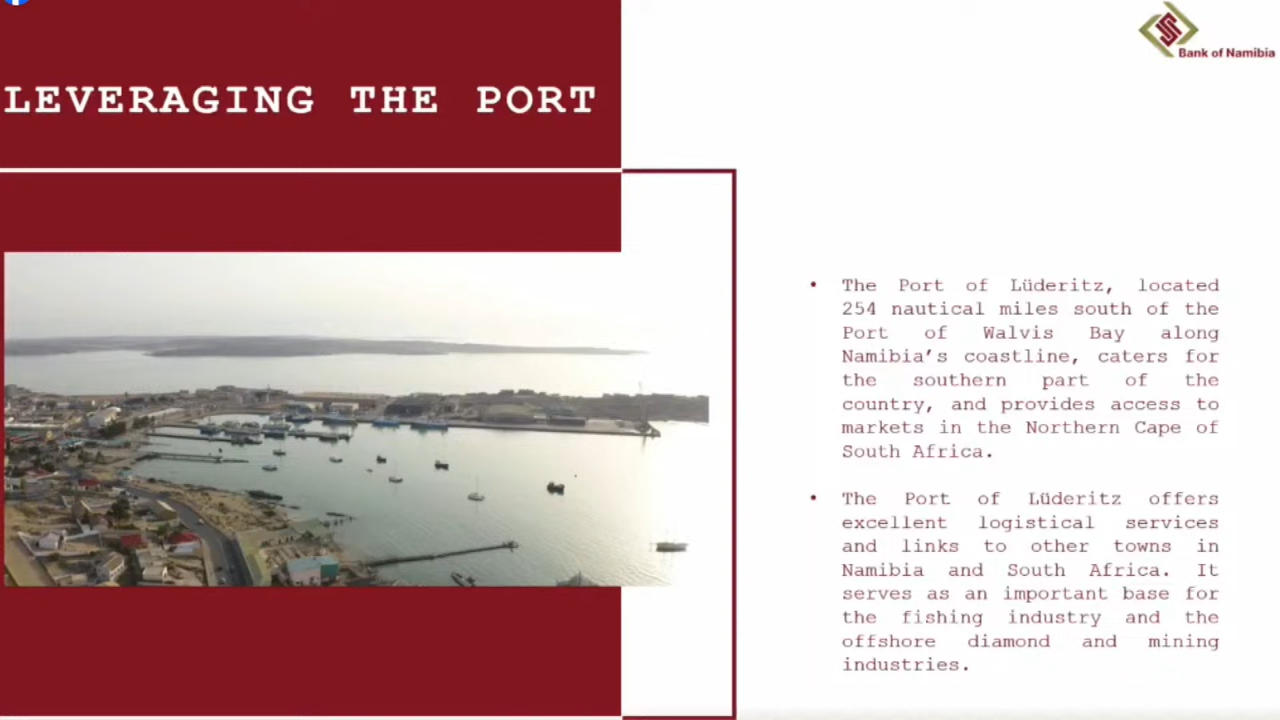 Bank of Namibia
LEVERAGING THE PORT
• The Port of Lüderitz, located
254 nautical miles south of the
Port of Walvis Bay along
Namibia’s coastline, caters for
the southern part of the
country, and provides access to
markets in the Northern Cape of
South Africa.
• The Port of Lüderitz offers
excellent logistical services
and links to other towns in
Namibia and South Africa. It
serves as an important base for
the fishing industry and the
offshore diamond and mining
industries.